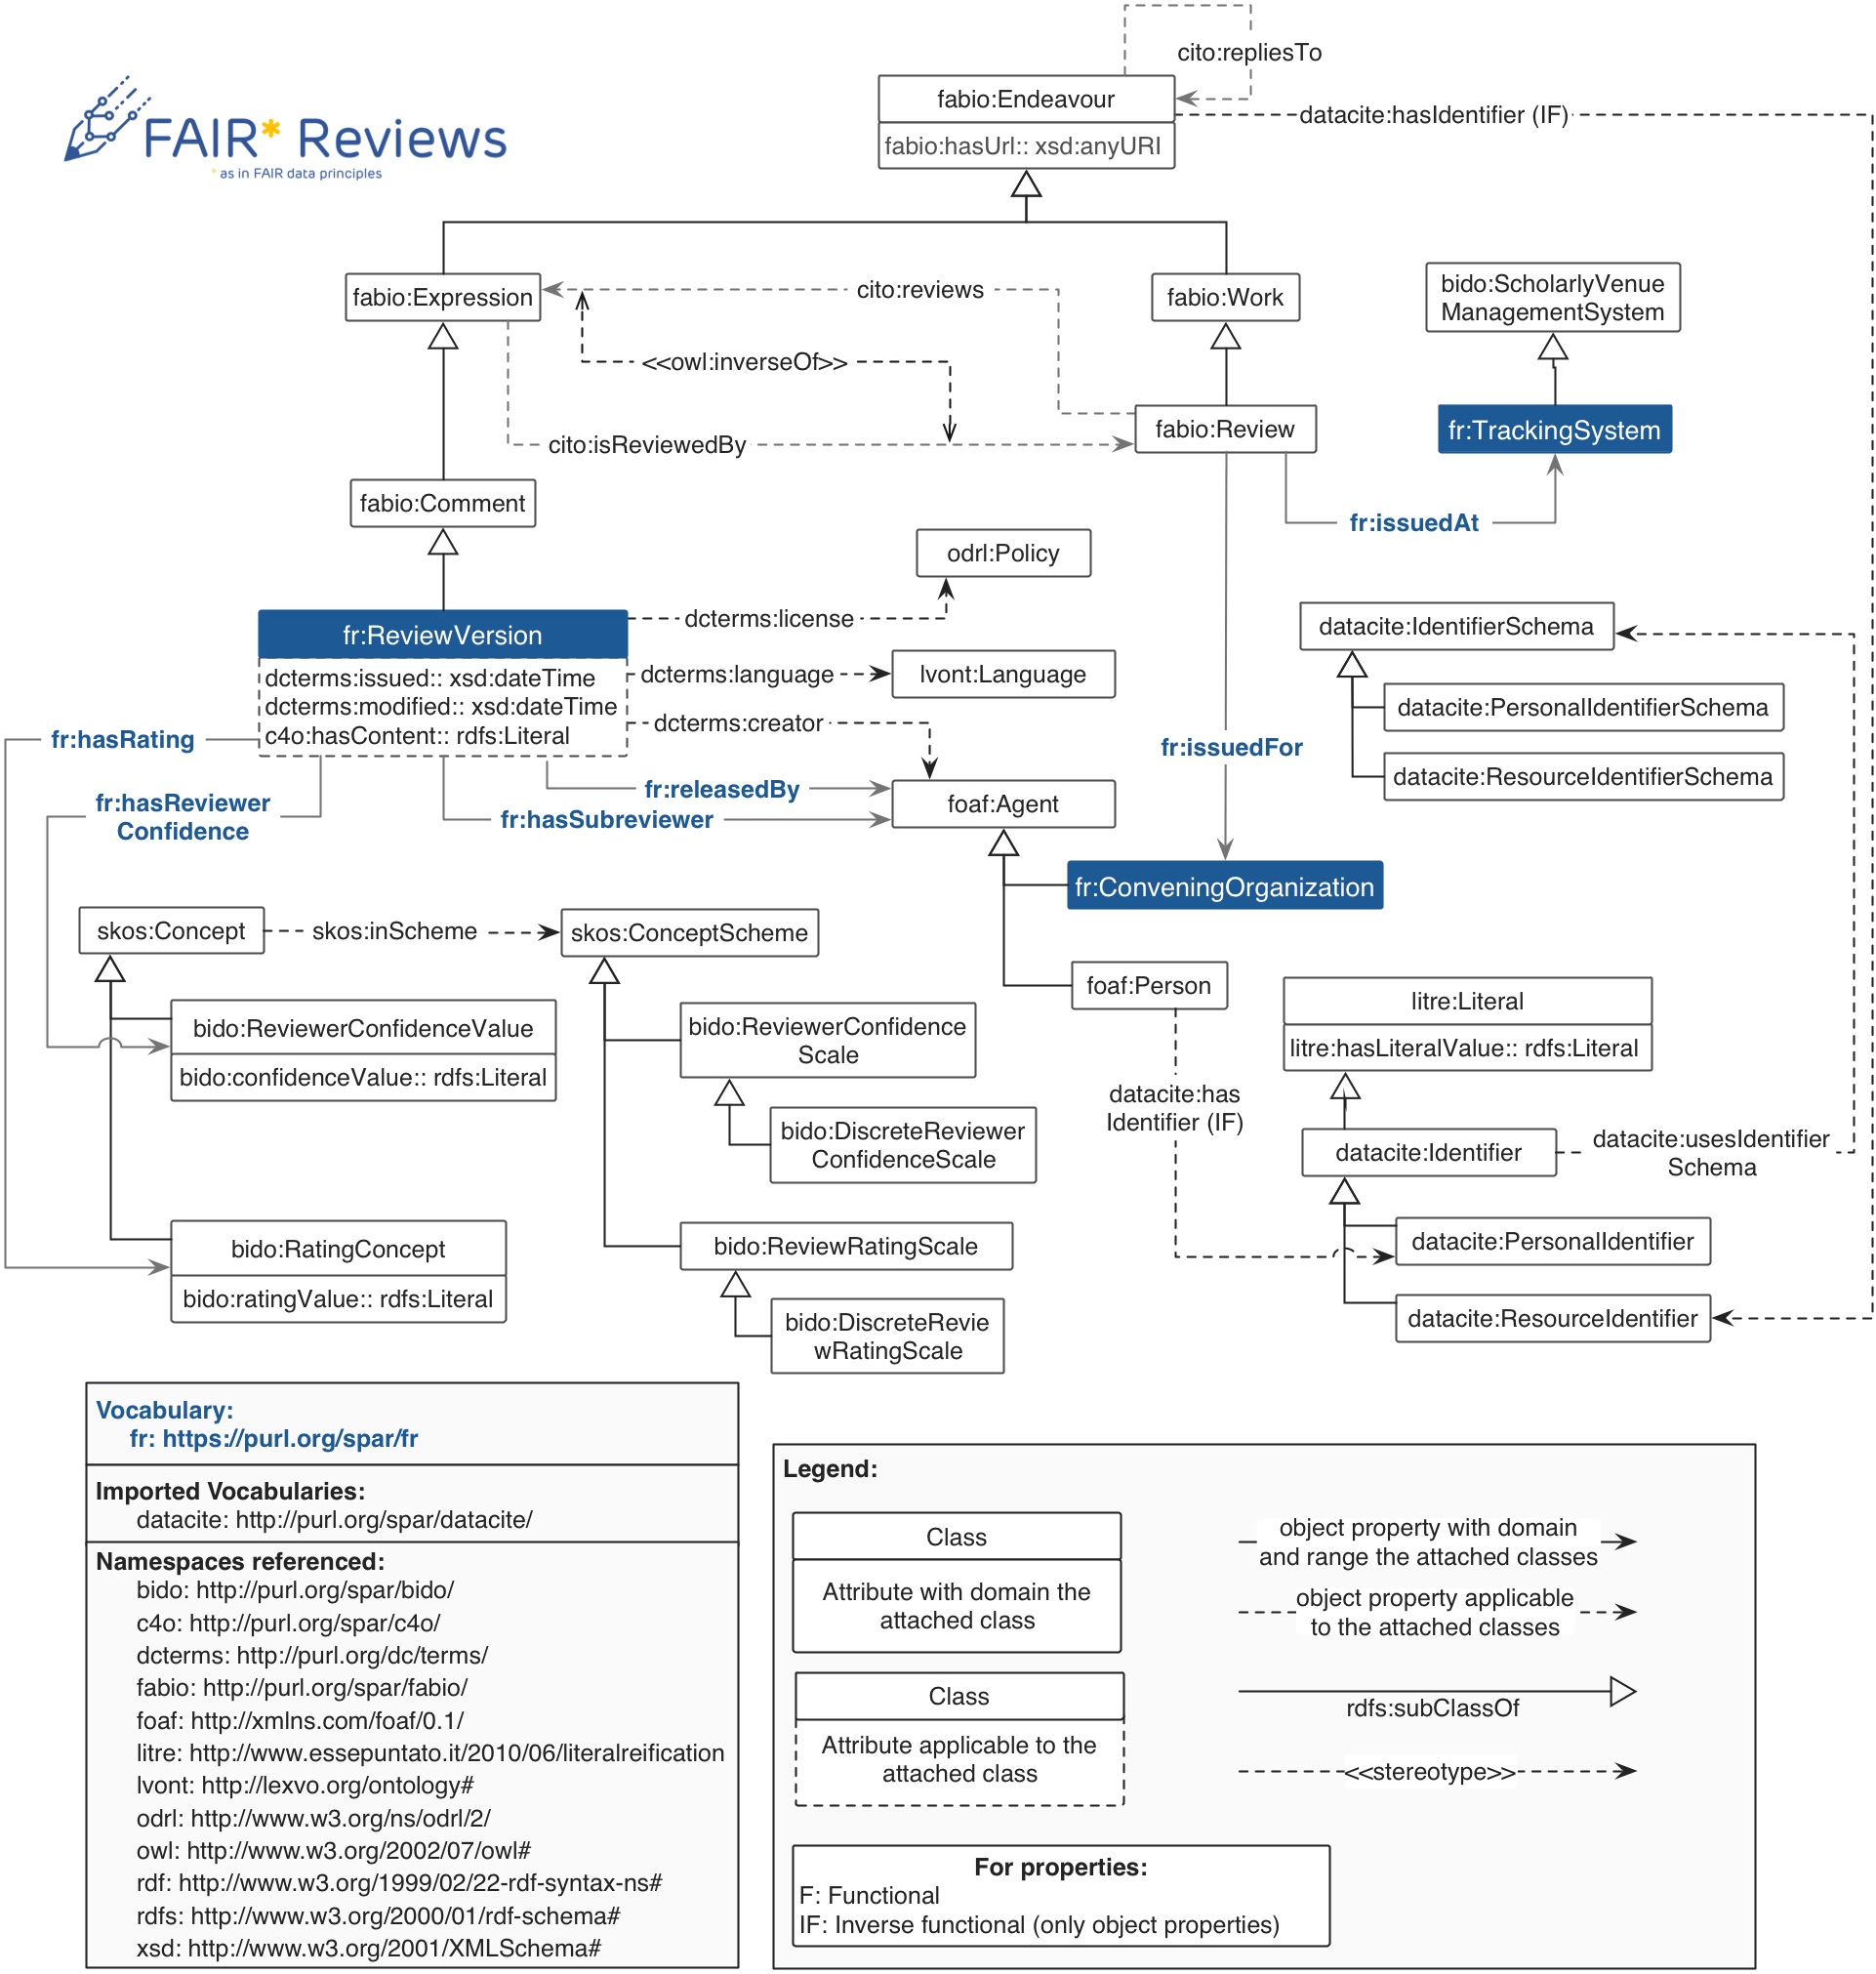 cito:repliesTo
fabio:Endeavour
datacite:hasIdentifier (IF)
fabio:hasUrl:: xsd:anyURI
FAIR* Reviews
* as in FAIR data principles
fabio:Expression
cito:reviews
fabio:Work
bido:ScholarlyVenue
ManagementSystem
<<owl:inverseOf>>
cito:isReviewedBy
fabio:Review
fr:TrackingSystem
fabio:Comment
fr:issuedAt
odrl:Policy
fr:ReviewVersion
dcterms:license
datacite:IdentifierSchema
dcterms:issued:: xsd:dateTime
dcterms:modified:: xsd:dateTime
c4o:hasContent:: rdfs:Literal
dcterms:language
lvont:Language
datacite:PersonalIdentifierSchema
dcterms:creator
fr:hasRating
fr:issuedFor
datacite:ResourceIdentifierSchema
fr:hasReviewer
Confidence
fr:releasedBy
fr:hasSubreviewer
foaf:Agent
fr:ConveningOrganization
skos:Concept
skos:inScheme
skos:ConceptScheme
foaf:Person
litre:Literal
litre:hasLiteralValue:: rdfs:Literal
bido:ReviewerConfidenceValue
bido:confidenceValue:: rdfs:Literal
bido:ReviewerConfidence
Scale
datacite:has
Identifier (IF)
bido:DiscreteReviewer
ConfidenceScale
datacite:Identifier
datacite:usesIdentifier
Schema
bido:RatingConcept
bido:ratingValue:: rdfs:Literal
bido:ReviewRatingScale
datacite:PersonalIdentifier
bido:DiscreteRevie
wRatingScale
datacite:ResourceIdentifier
Vocabulary:
fr: https://purl.org/spar/fr
Imported Vocabularies:
datacite: http://purl.org/spar/datacite/
Namespaces referenced:
bido: http://purl.org/spar/bido/
c4o: http://purl.org/spar/c4o/
dcterms: http://purl.org/dc/terms/
fabio: http://purl.org/spar/fabio/
foaf: http://xmlns.com/foaf/0.1/
litre: http://www.essepuntato.it/2010/06/literalreification
lvont: http://lexvo.org/ontology#
odrl: http://www.w3.org/ns/odrl/2/
owl: http://www.w3.org/2002/07/owl#
rdf: http://www.w3.org/1999/02/22-rdf-syntax-ns#
rdfs: http://www.w3.org/2000/01/rdf-schema#
xsd: http://www.w3.org/2001/XMLSchema#
Legend:
Class
Attribute with domain the
attached class
object property with domain
and range the attached classes
object property applicable
to the attached classes
Class
Attribute applicable to the
attached class
rdfs:subClassOf
<<stereotype>>
For properties:
F: Functional
IF: Inverse functional (only object properties)